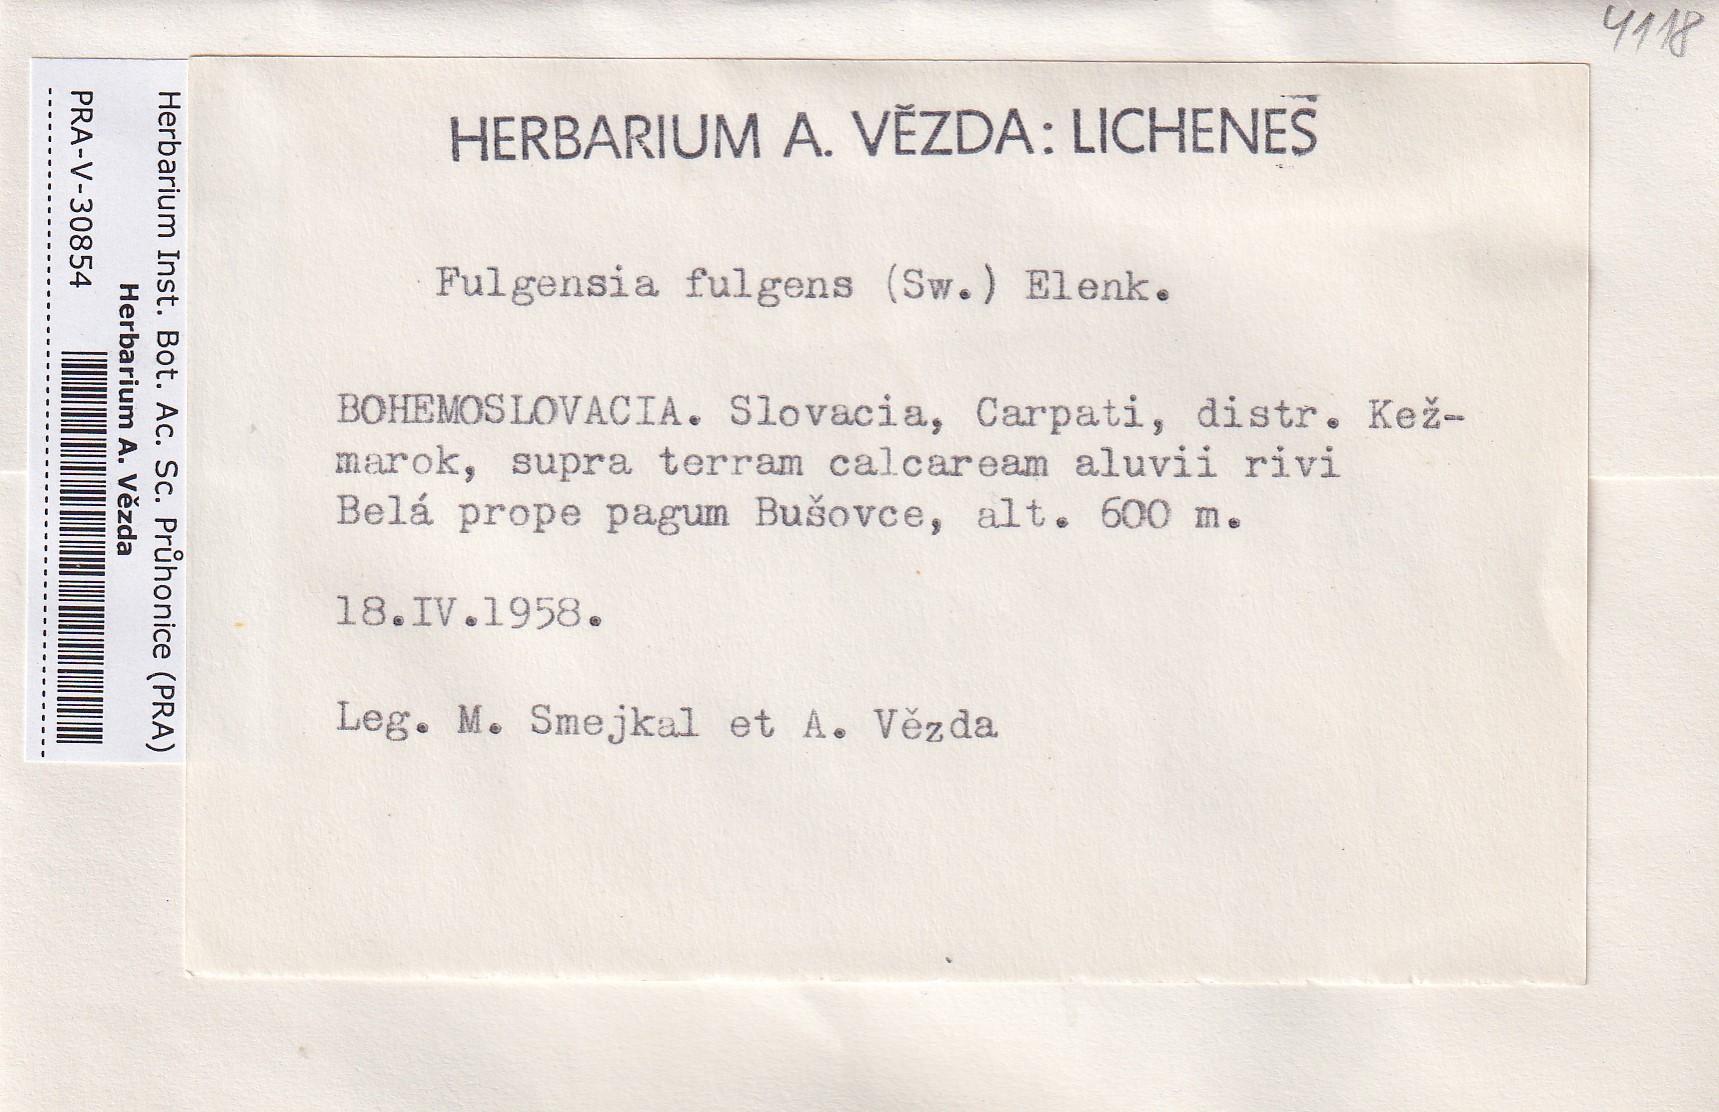 4118
HERBARIUM A. VĚZDA: LICHENES
Fulgensia fulgens (Sw.) Elenk.
BOHEMOSLOVACIA. Slovacia, Carpati, distr. Kež-
marok, supra terram calcaream aluvii rivi
Belá prope pagum Bušovce, alt. 600 m.
18.IV.1958.
Leg. M. Smejkal et A. Vězda
Herbarium Inst. Bot. Ac. Sc. Průhonice (PRA)
Herbarium A. Vězda
PRA-V-30854